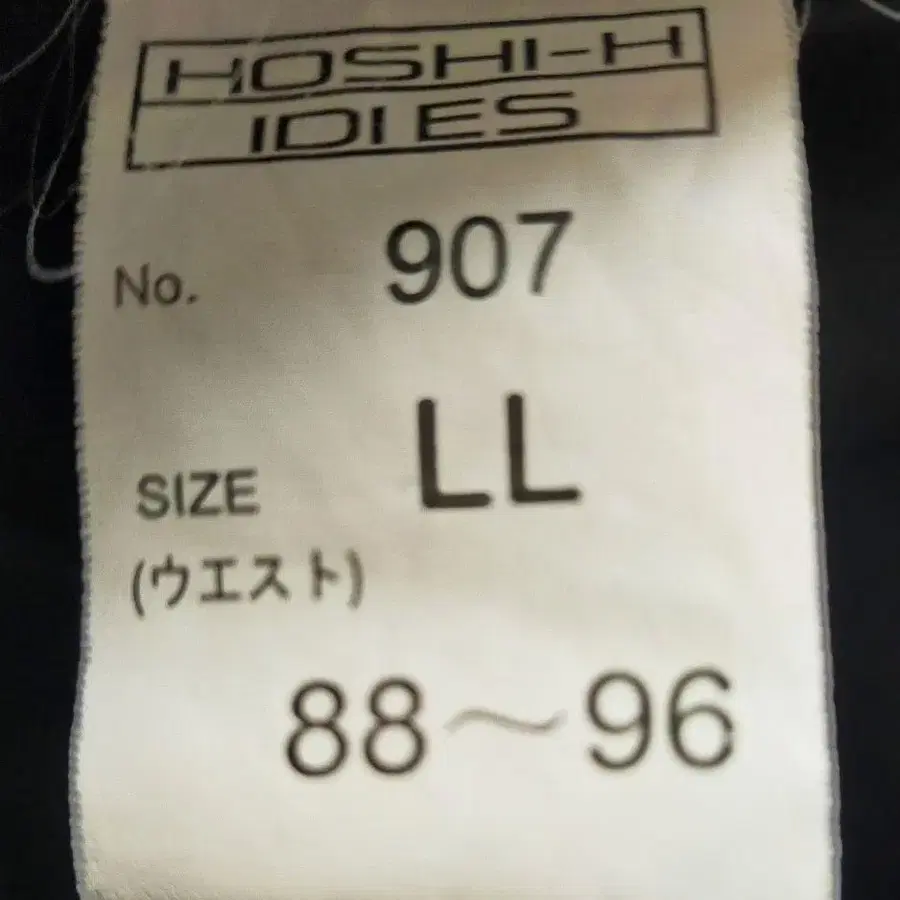 HOSHI-H
IDIES
No. 907
SIZE LL
(ウエスト)
88～96